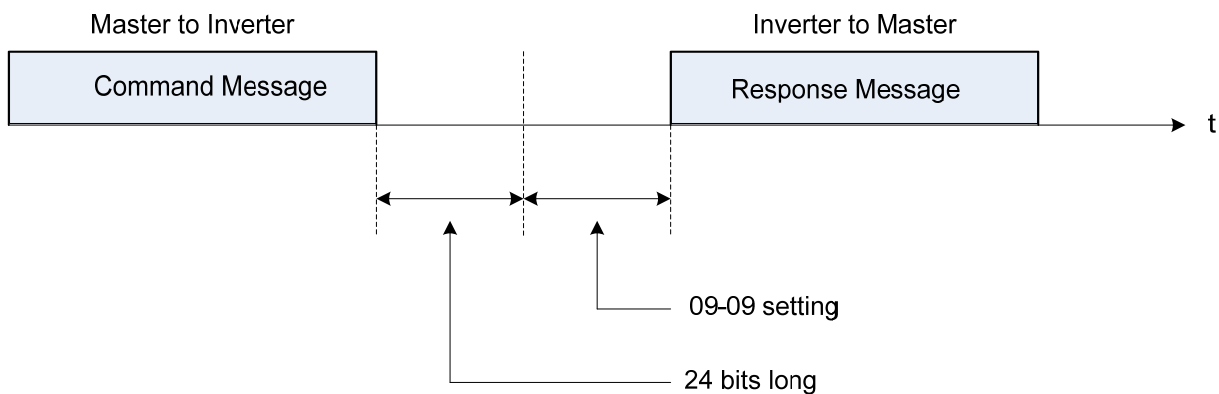 Master to Inverter
Inverter to Master
Command Message
Response Message
t
09-09 setting
24 bits long